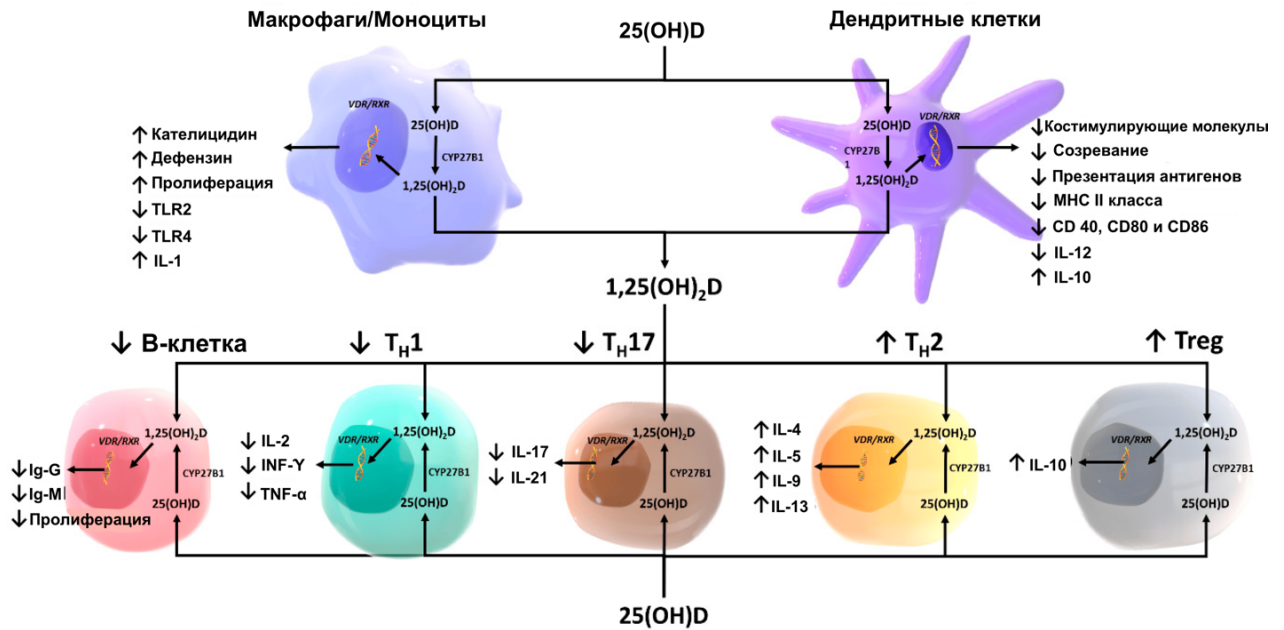 Макрофаги/Моноциты
25(OH)D
Дендритные клетки
VDR/RXR
25(OH)D
CYP27B1
1,25(OH)₂D
↑ Кателицидин
↑ Дефензин
↑ Пролиферация
↓ TLR2
↓ TLR4
↑ IL-1
VDR/RXR
25(OH)D
CYP27B
1
1,25(OH)₂D
↓Костимулирующие молекулы
↓ Созревание
↓ Презентация антигенов
↓ МНС II класса
↓ CD 40, CD80 и CD86
↓ IL-12
↑ IL-10
1,25(OH)₂D
↓ В-клетка
↓ TH1
↓ TH17
↑ TH2
↑ Treg
1,25(OH)₂D
VDR/RXR
CYP27B1
25(OH)D
↓Ig-G
↓Ig-M
↓Пролиферация
1,25(OH)₂D
VDR/RXR
CYP27B1
25(OH)D
↓ IL-2
↓ INF-Y
↓ TNF-α
1,25(OH)₂D
VDR/RXR
CYP27B1
25(OH)D
↓ IL-17
↓ IL-21
1,25(OH)₂D
VDR/RXR
CYP27B1
25(OH)D
↑ IL-4
↑ IL-5
↑ IL-9
↑ IL-13
1,25(OH)₂D
VDR/RXR
CYP27B1
25(OH)D
↑ IL-10
25(OH)D